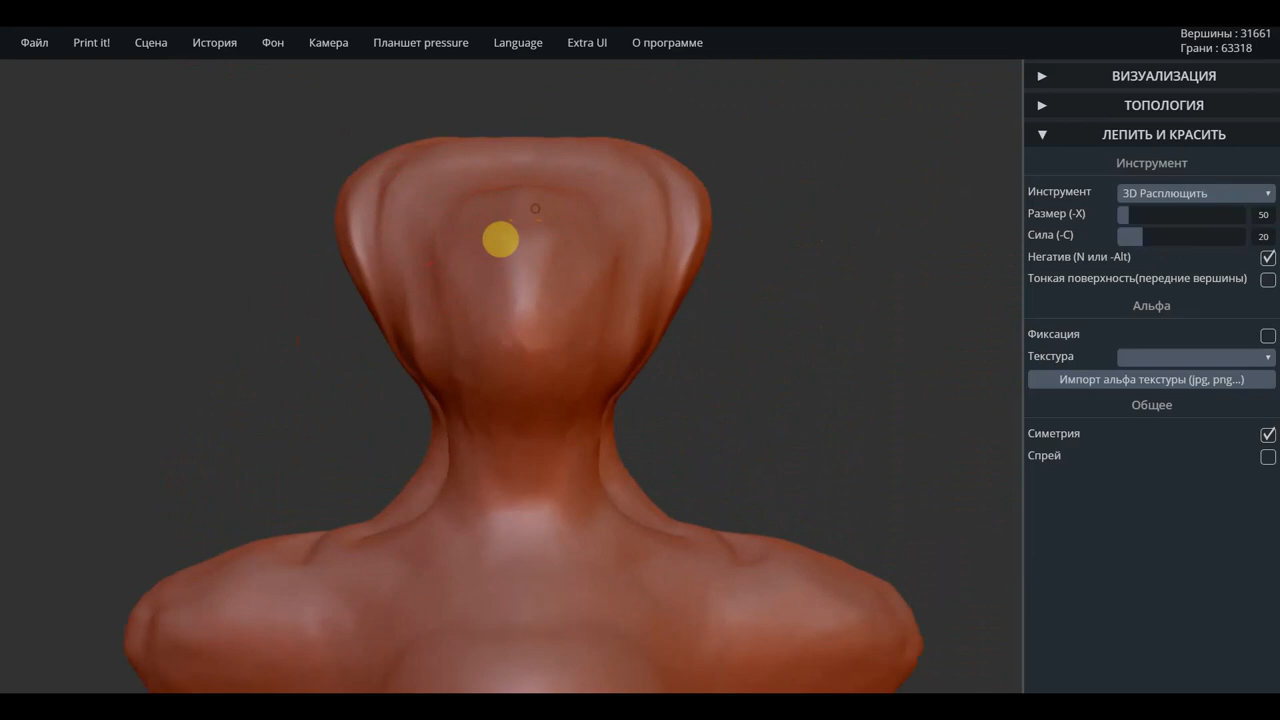 Файл Print it! Сцена История Фон Камера Планшет pressure Language Extra UI О программе
Вершины : 31661
Грани : 63318
ВИЗУАЛИЗАЦИЯ
ТОПОЛОГИЯ
ЛЕПИТЬ И КРАСИТЬ
Инструмент
Инструмент 3D Расплющить
Размер (-X) 50
Сила (-C) 20
Негатив (N или -Alt)
Тонкая поверхность(передние вершины)
Альфа
Фиксация
Текстура
Импорт альфа текстуры (jpg, png...)
Общее
Симетрия
Спрей